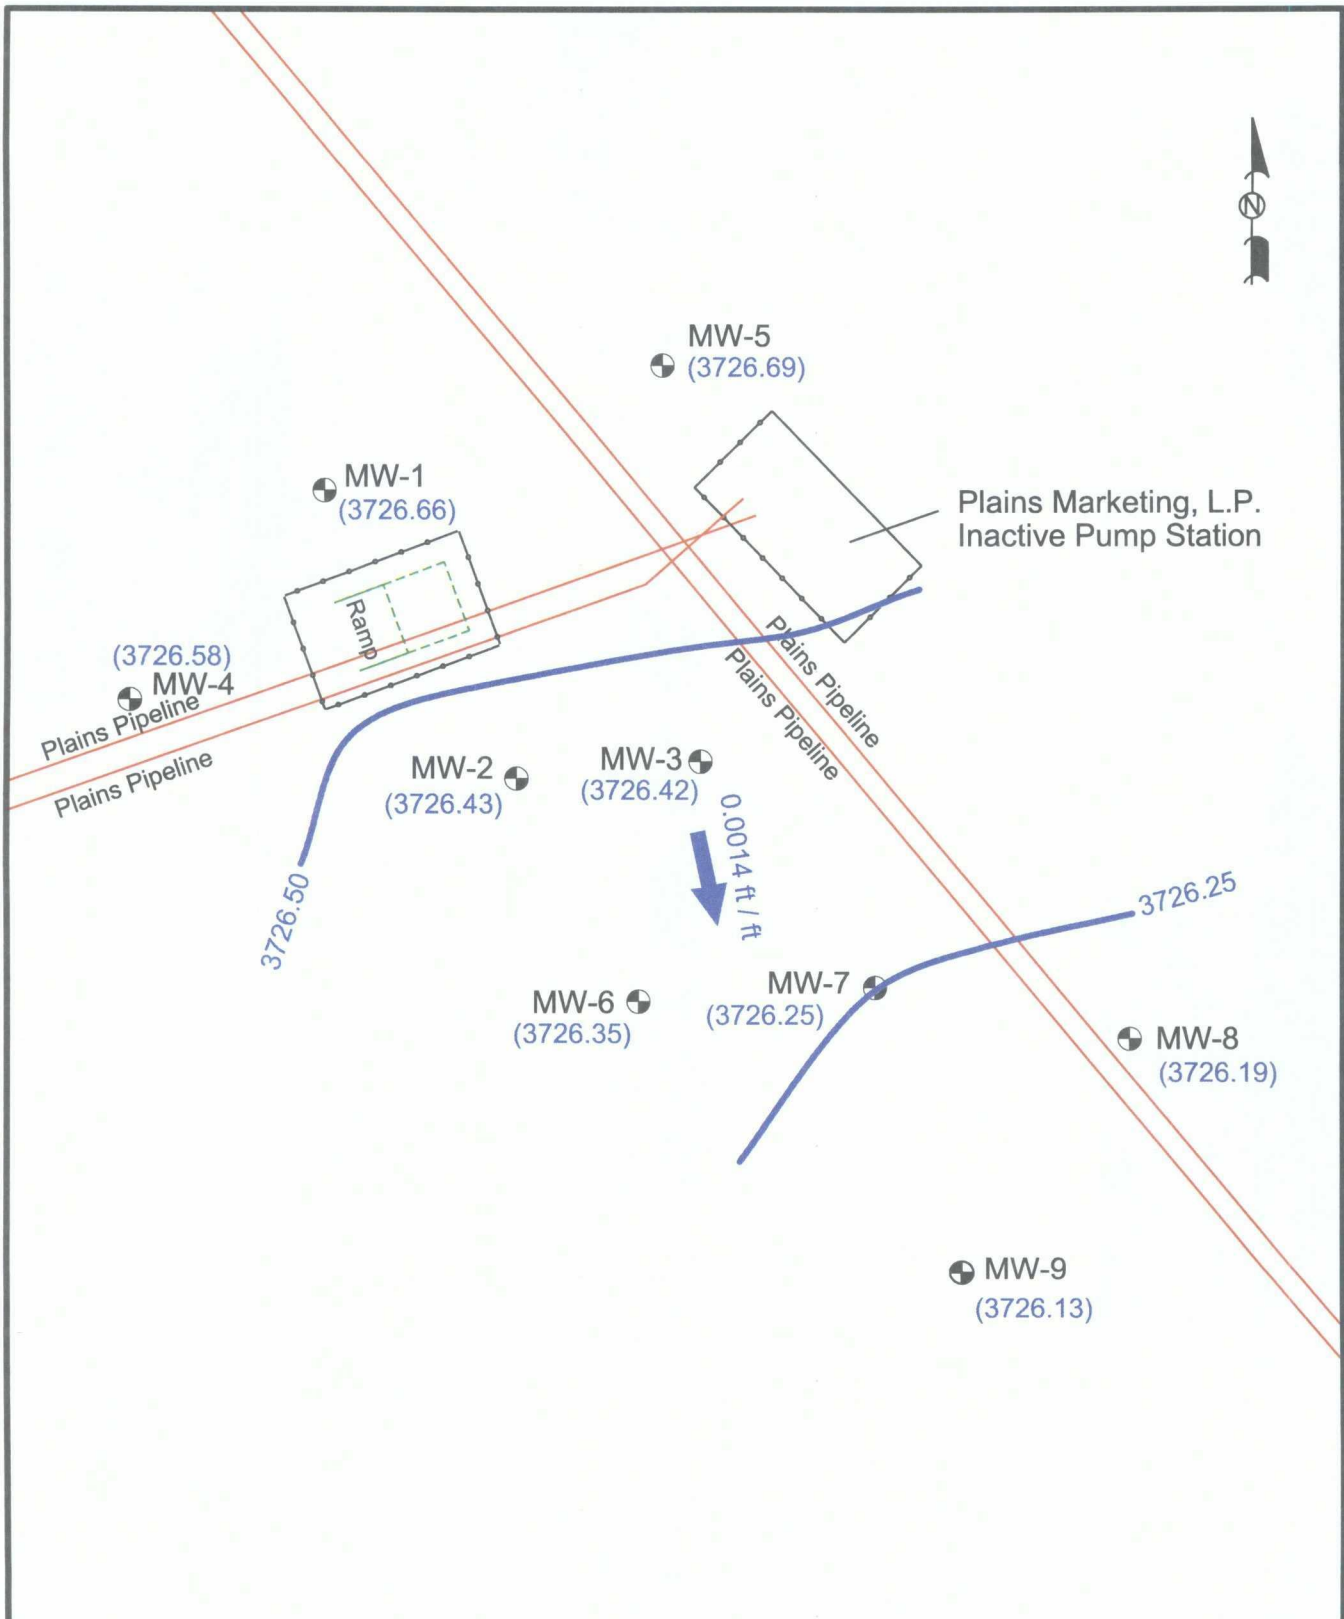 N
MW-5
(3726.69)
MW-1
(3726.66)
Plains Marketing, L.P.
Inactive Pump Station
Ramp
(3726.58)
MW-4
Plains Pipeline
Plains Pipeline
Plains Pipeline
Plains Pipeline
MW-2
(3726.43)
MW-3
(3726.42)
0.0014 ft / ft
3726.50
3726.25
MW-6
(3726.35)
MW-7
(3726.25)
MW-8
(3726.19)
MW-9
(3726.13)